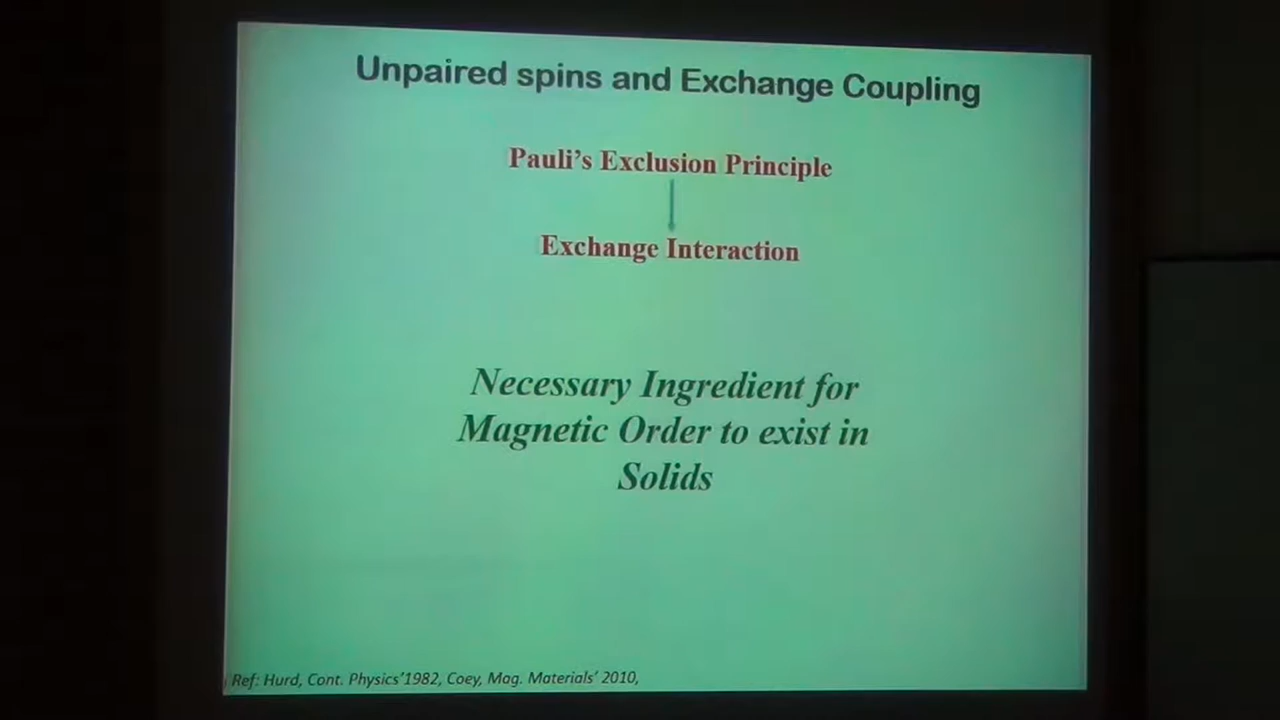 Unpaired spins and Exchange Coupling
Pauli's Exclusion Principle
Exchange Interaction
Necessary Ingredient for
Magnetic Order to exist in
Solids
Ref: Hurd, Cont. Physics'1982, Coey, Mag. Materials' 2010,